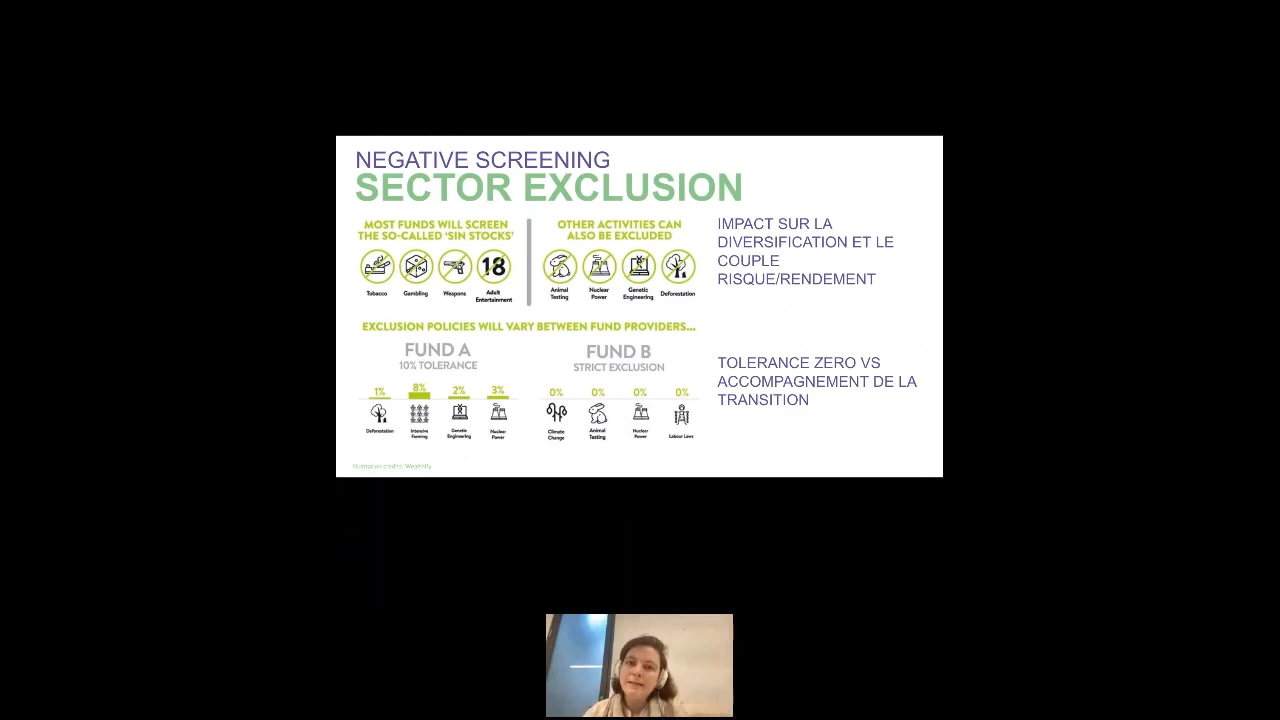 NEGATIVE SCREENING
SECTOR EXCLUSION
MOST FUNDS WILL SCREEN
THE SO-CALLED 'SIN STOCKS'
Tobacco
Gambling
Weapons
18
Adult
Entertainment
OTHER ACTIVITIES CAN
ALSO BE EXCLUDED
Animal
Testing
Nuclear
Power
Genetic
Engineering
Deforestation
IMPACT SUR LA
DIVERSIFICATION ET LE
COUPLE
RISQUE/RENDEMENT
EXCLUSION POLICIES WILL VARY BETWEEN FUND PROVIDERS...
FUND A
10% TOLERANCE
1%
8%
2%
3%
Deforestation
Intensive
Farming
Genetic
Engineering
Nuclear
Power
FUND B
STRICT EXCLUSION
0%
0%
0%
0%
Climate
Change
Animal
Testing
Nuclear
Power
Labour Laws
TOLERANCE ZERO VS
ACCOMPAGNEMENT DE LA
TRANSITION
Illustration credits: Wealthify